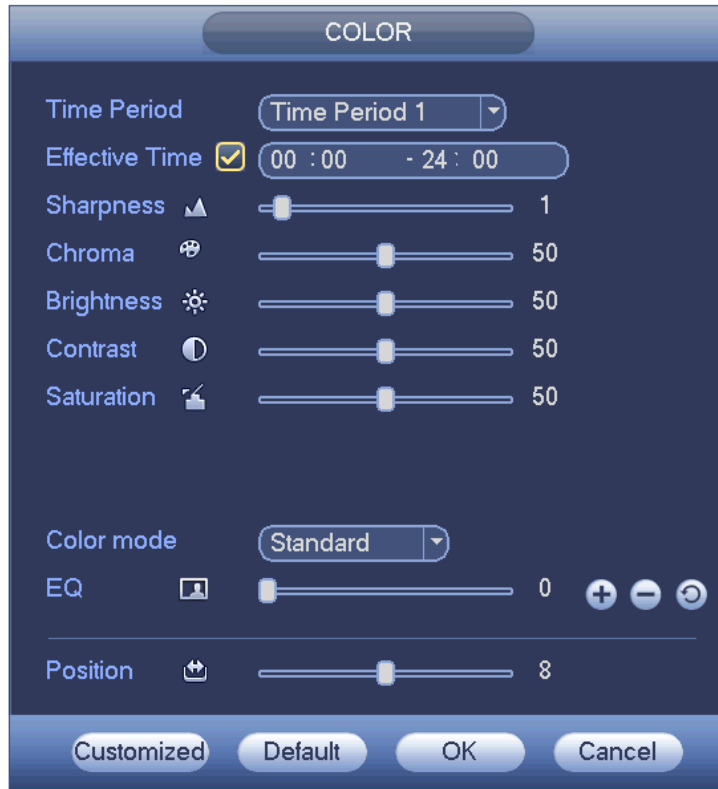 COLOR
Time Period Time Period 1
Effective Time 00 :00 - 24 : 00
Sharpness 1
Chroma 50
Brightness 50
Contrast 50
Saturation 50
Color mode Standard
EQ 0
Position 8
Customized Default OK Cancel